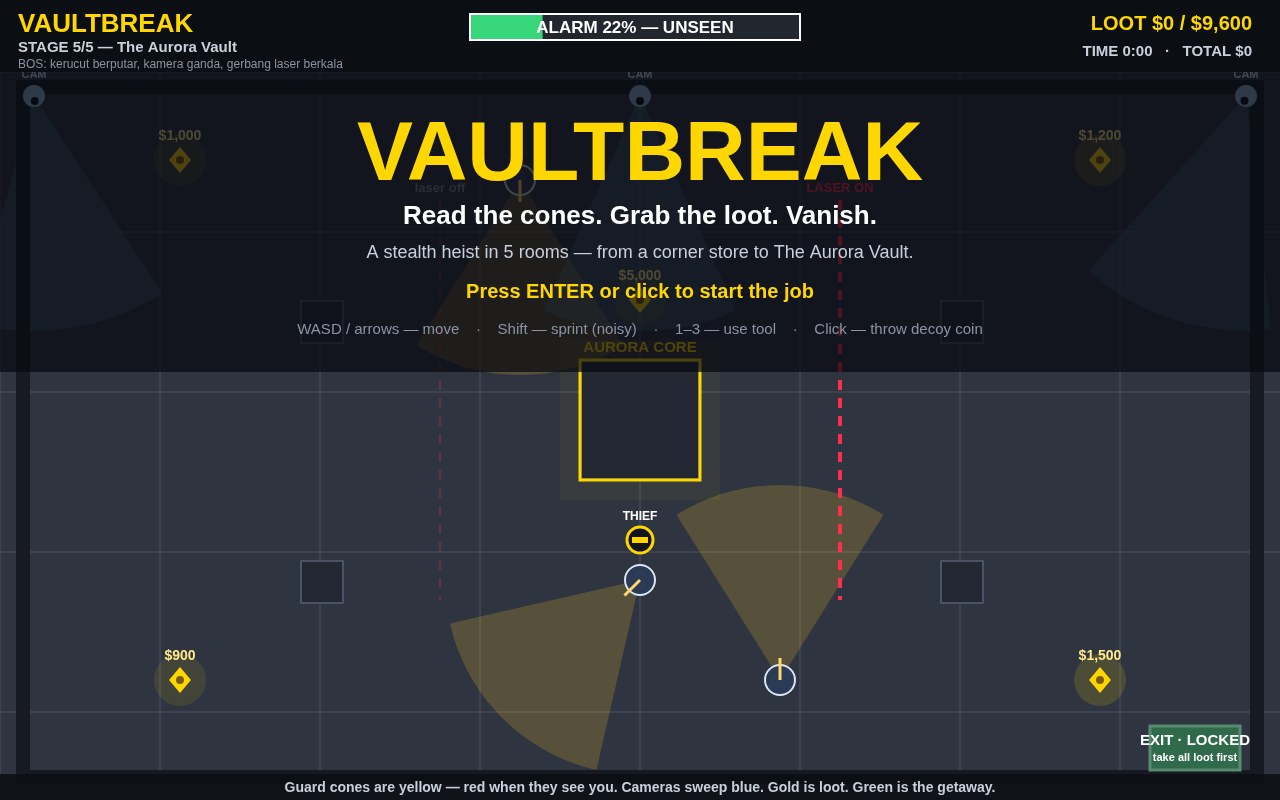 VAULTBREAK
STAGE 5/5 — The Aurora Vault
BOS: kerucut berputar, kamera ganda, gerbang laser berkala
ALARM 22% — UNSEEN
LOOT $0 / $9,600
TIME 0:00 · TOTAL $0
CAM
CAM
CAM
$1,000
VAULTBREAK
$1,200
laser off
LASER ON
Read the cones. Grab the loot. Vanish.
A stealth heist in 5 rooms — from a corner store to The Aurora Vault.
$5,000
Press ENTER or click to start the job
WASD / arrows — move · Shift — sprint (noisy) · 1–3 — use tool · Click — throw decoy coin
AURORA CORE
THIEF
$900
$1,500
EXIT · LOCKED
take all loot first
Guard cones are yellow — red when they see you. Cameras sweep blue. Gold is loot. Green is the getaway.